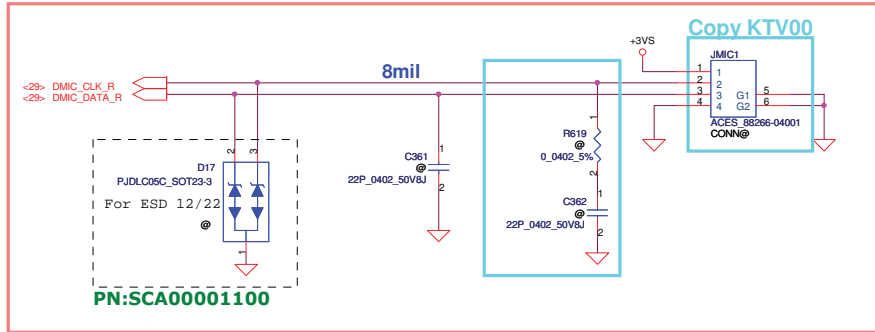 Copy KTV00
+3VS
JMIC1
<29> DMIC_CLK_R
<29> DMIC_DATA_R
8mil
1
2
3
4
1
2
3
4
G1
G2
5
6
ACES_88266-04001
CONN@
1
R619
@
0_0402_5%
2
2
3
D17
PJDLC05C_SOT23-3
For ESD 12/22
@
1
1
C361
@
22P_0402_50V8J
2
1
C362
@
22P_0402_50V8J
2
PN:SCA00001100